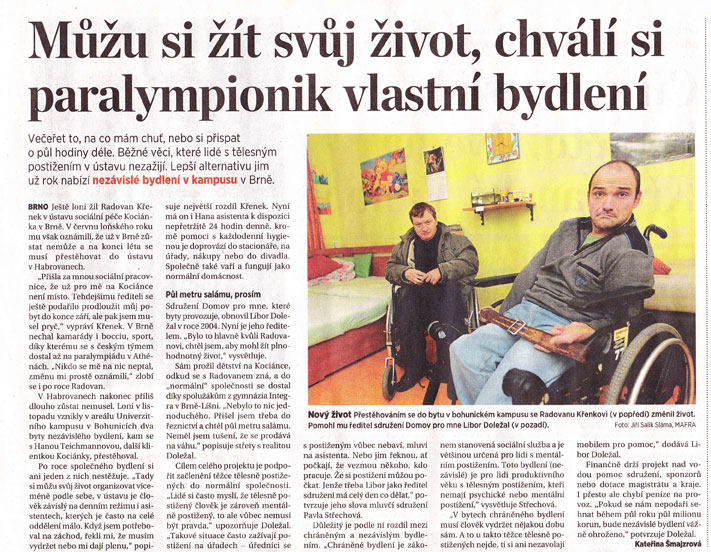 Můžu si žít svůj život, chválí si
paralympionik vlastní bydlení
Večeřet to, na co mám chuť, nebo si přispat
o půl hodiny déle. Běžné věci, které lidé s tělesným
postižením v ústavu nezažijí. Lepší alternativu jim
už rok nabízí nezávislé bydlení v kampusu v Brně.
BRNO Ještě loni žil Radovan Křenek
v ústavu sociální péče Kociánka
v Brně. V červnu loňského roku
mu však oznámili, že už v Brně zůstat
nemůže a na konci léta se
musí přestěhovat do ústavu
v Habrovanech.
„Přišla za mnou sociální pracovnice,
že už pro mě na Kociánce
není místo. Tehdejšímu řediteli se
ještě podařilo prodloužit můj pobyt
do konce září, ale pak jsem musel
pryč,“ vypráví Křenek. V Brně
nechal kamarády i bocciu, sport,
díky kterému se s českým týmem
dostal až na paralympiádu v Athénách.
„Nikdo se mě na nic neptal,
změnu mi prostě oznámili,“ zlobí
se i po roce Radovan.
V Habrovanech nakonec příliš
dlouho zůstat nemusel. Loni v listopadu
vznikly v areálu Univerzitního
kampusu v Bohunicích dva
byty nezávislého bydlení, kam se
s Hanou Teichmannovou, další klientkou
Kociánky, přestěhoval.
Po roce společného bydlení si
ani jeden z nich nestěžuje. „Tady
si můžu svůj život organizovat víceméně
podle sebe, v ústavu je člověk
závislý na denním režimu i asistentech,
kterých je často na celé
oddělení málo. Když jsem potřeboval
na záchod, řekli mi, že musím
vydržet nebo mi dají plenu,“ popisuje
největší rozdíl Křenek. Nyní
má on i Hana asistenta k dispozici
nepřetržitě 24 hodin denně, kromě
pomoci s každodenní hygienou
je doprovází do stacionáře, na
úřady, nákupy nebo do divadla.
Společně také vaří a fungují jako
normální domácnost.
Půl metru salámu, prosím
Sdružení Domov pro mne, které
byty provozuje, obnovil Libor Doležal
v roce 2004. Nyní je jeho ředitelem.
„Bylo to hlavně kvůli Radovanovi,
chtěl jsem, aby mohl žít plnohodnotný
život,“ vysvětluje.
Sám prožil dětství na Kociánce,
odkud se s Radovanem zná, a do
„normální“ společnosti se dostal
díky spolužákům z gymnázia Integra
v Brně-Líšni. „Nebylo to nic jednoduchého.
Přišel jsem třeba do
řeznictví a chtěl půl metru salámu.
Neměl jsem tušení, že se prodává
na váhu,“ popisuje střety s realitou
Doležal.
Cílem celého projektu je podpořit
začlenění těžce tělesně postižených
do normální společnosti.
„Lidé si často myslí, že tělesně postižený
člověk je zároveň mentálně
postižený, to ale vůbec nemusí
být pravda,“ upozorňuje Doležal.
„Takové situace často zažívají po
žádání na úřadech – úředníci se
Nový život Přestěhováním se do bytu v bohunickém kampusu se Radovanu Křenkovi (v popředí) změnil život.
Pomohl mu ředitel sdružení Domov pro mne Libor Doležal (v pozadí).
Foto: Jiří Salik Sláma, MAFRA
s postiženým vůbec nebaví, mluví
na asistenta. Nebo jim řeknou, ať
počkají, že vezmou někoho, kdo
pracuje. Že si postižení můžou počkat.
Jenže třeba Libor jako ředitel
sdružení má celý den co dělat,“ potvrzuje
jeho slova mluvčí sdružení
Pavla Střechová.
Důležitý je podle ní rozdíl mezi
chráněným a nezávislým bydlením.
„Chráněné bydlení je zákonem
stanovená sociální služba a je
většinou určená pro lidi s mentálním
postižením. Toto bydlení (nezávislé)
je pro lidi produktivního
věku s tělesným postižením, kteří
nemají psychické nebo mentální
postižení,“ vysvětluje Střechová.
„V bytech chráněného bydlení
musí člověk vydržet nějakou dobu
sám. A to u takto těžce tělesně postižených
nejde, ti si ani nezavolají
mobilem pro pomoc,“ dodává Libor
Doležal.
Finančně drží projekt nad vodou
pomoc sdružení, sponzorů
nebo dotace magistrátu a kraje.
I přesto ale chybí peníze na provoz.
„Pokud se nám nepodaří sehnat
během půl roku půl milionu
korun, bude nezávislé bydlení vážně
ohroženo,“ potvrzuje Doležal.
Kateřina Šmajzrová